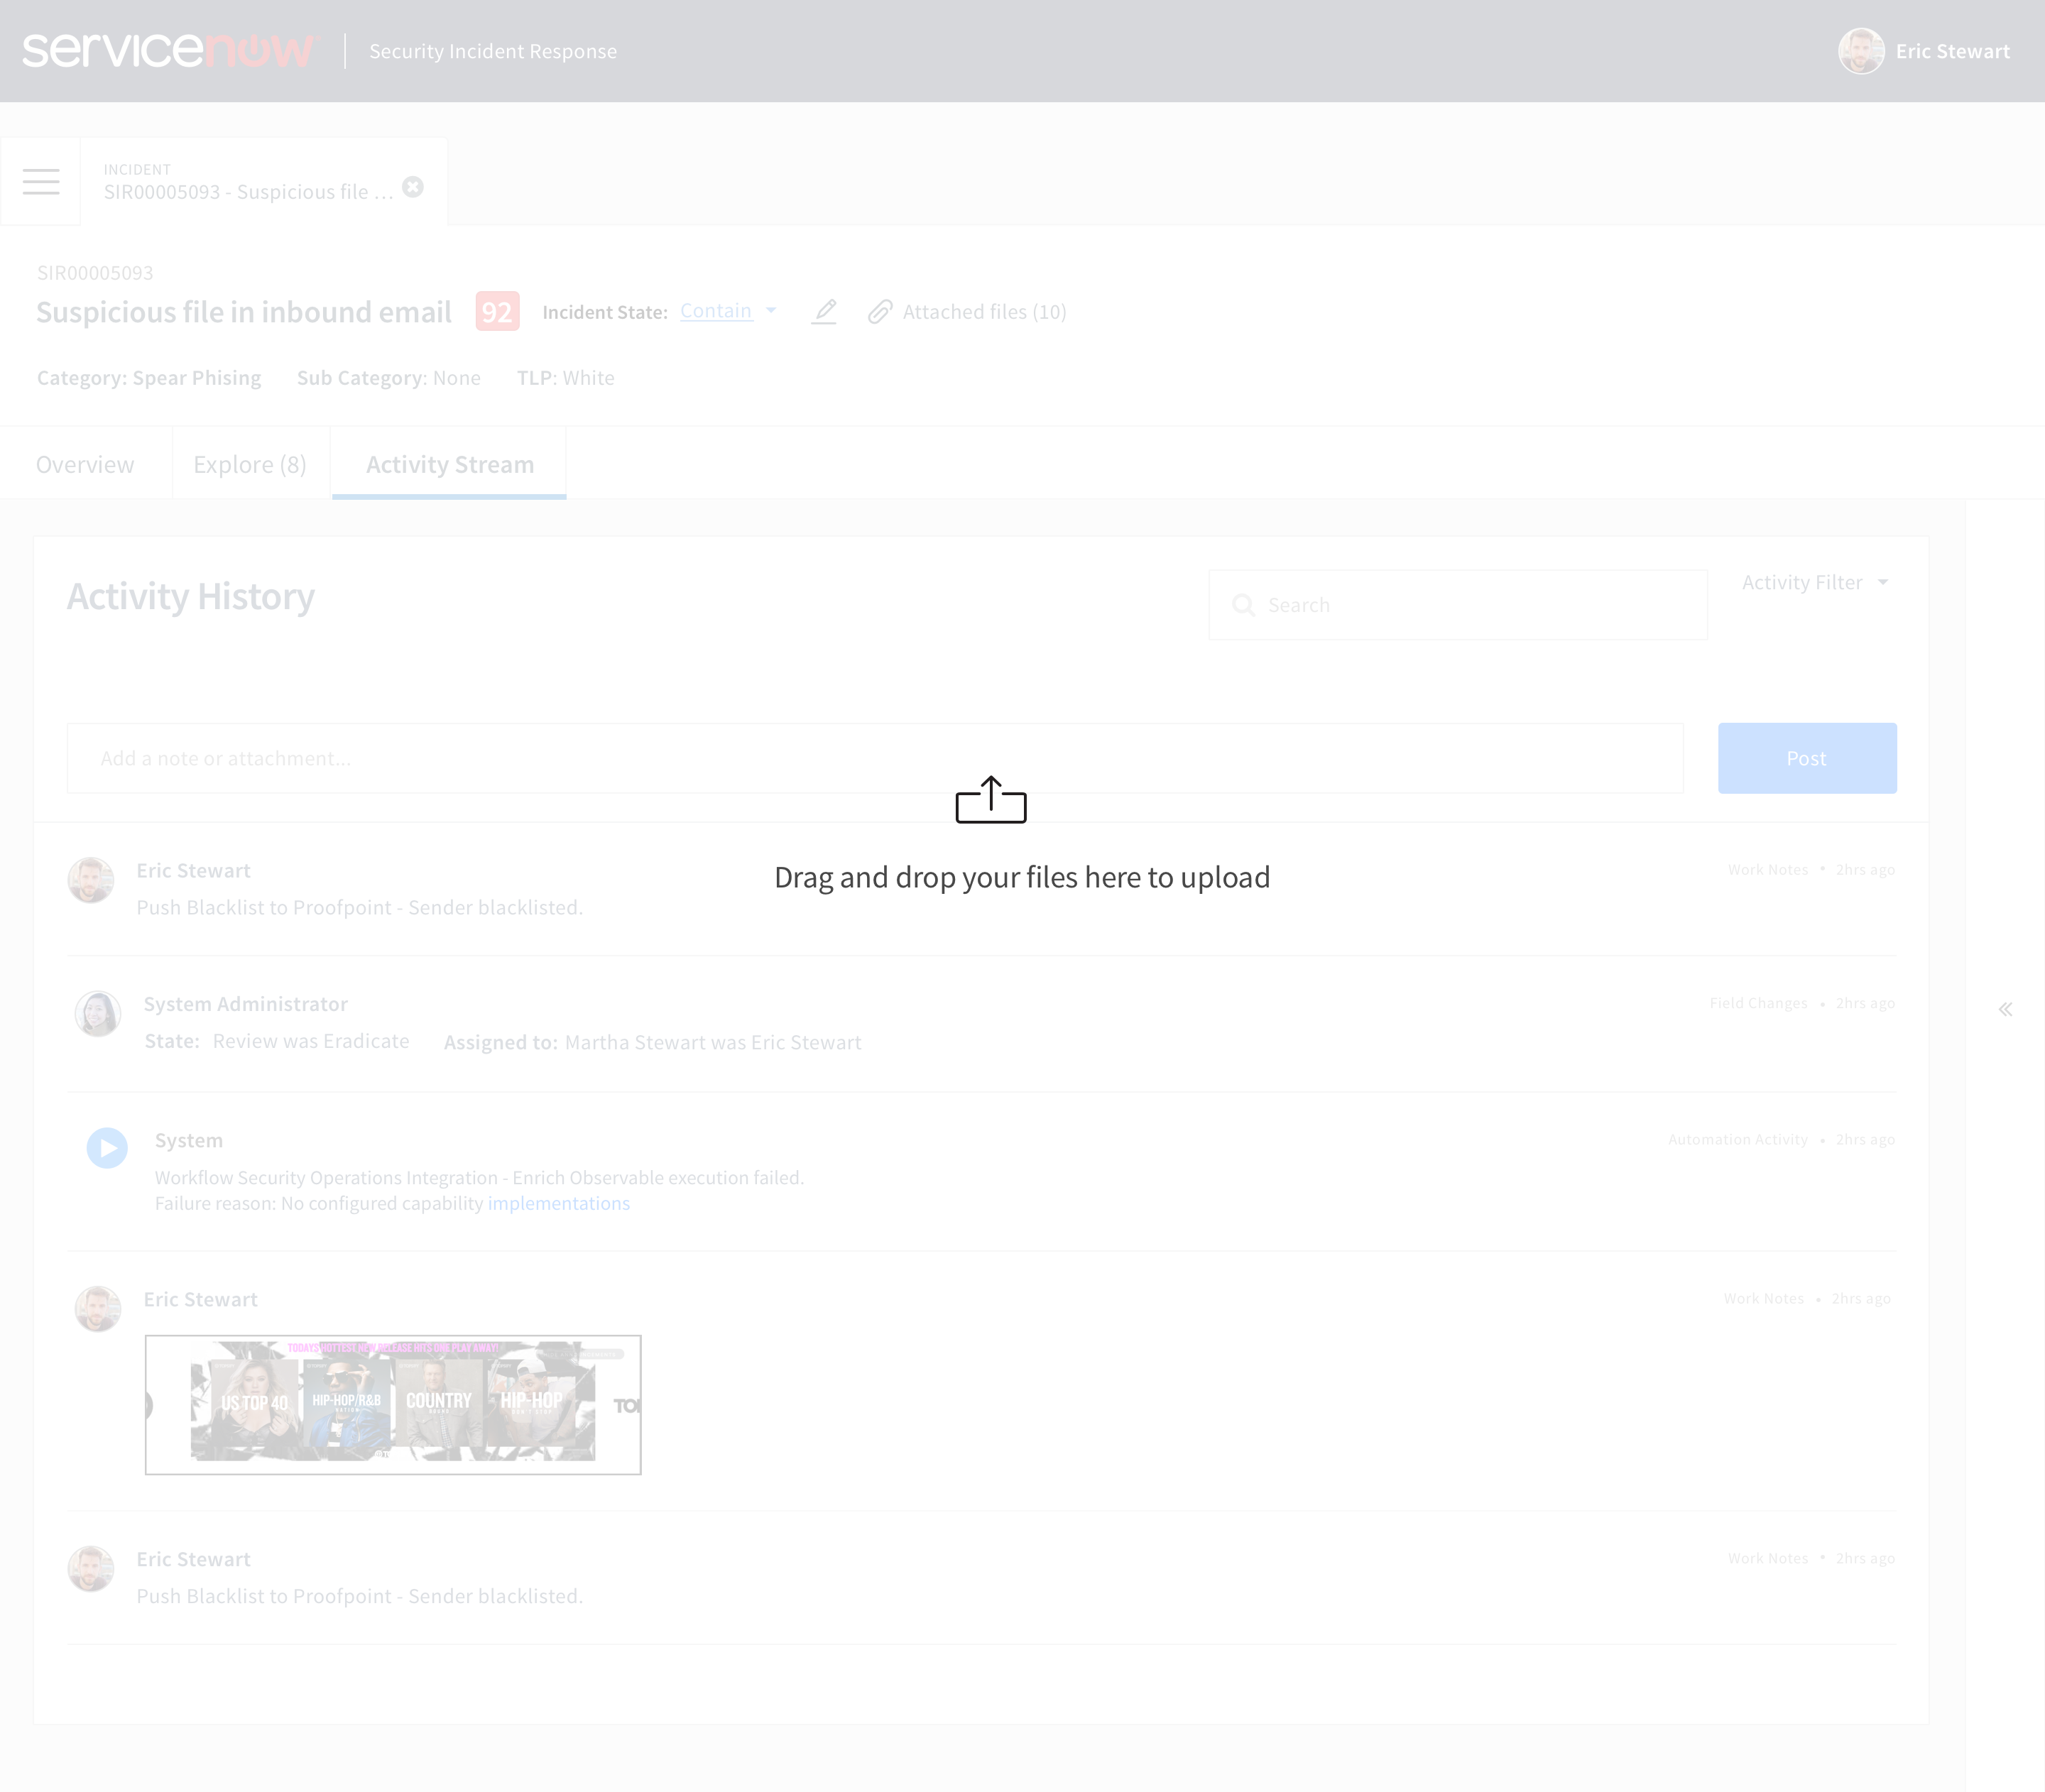 servicenow
Security Incident Response
Eric Stewart
INCIDENT
SIR00005093 - Suspicious file ...
SIR00005093
Suspicious file in inbound email
92
Incident State: Contain
Attached files (10)
Category: Spear Phising
Sub Category: None
TLP: White
Overview
Explore (8)
Activity Stream
Activity History
Search
Activity Filter
Add a note or attachment...
Post
Drag and drop your files here to upload
Eric Stewart
Work Notes • 2hrs ago
Push Blacklist to Proofpoint - Sender blacklisted.
System Administrator
Field Changes • 2hrs ago
State: Review was Eradicate
Assigned to: Martha Stewart was Eric Stewart
System
Automation Activity • 2hrs ago
Workflow Security Operations Integration - Enrich Observable execution failed.
Failure reason: No configured capability implementations
Eric Stewart
Work Notes • 2hrs ago
TODAYS HOTTEST NEW RELEASE HITS ONE PLAY AWAY!
US TOP 40
HIP-HOP/R&B
NATION
COUNTRY
HIP-HOP
Eric Stewart
Work Notes • 2hrs ago
Push Blacklist to Proofpoint - Sender blacklisted.